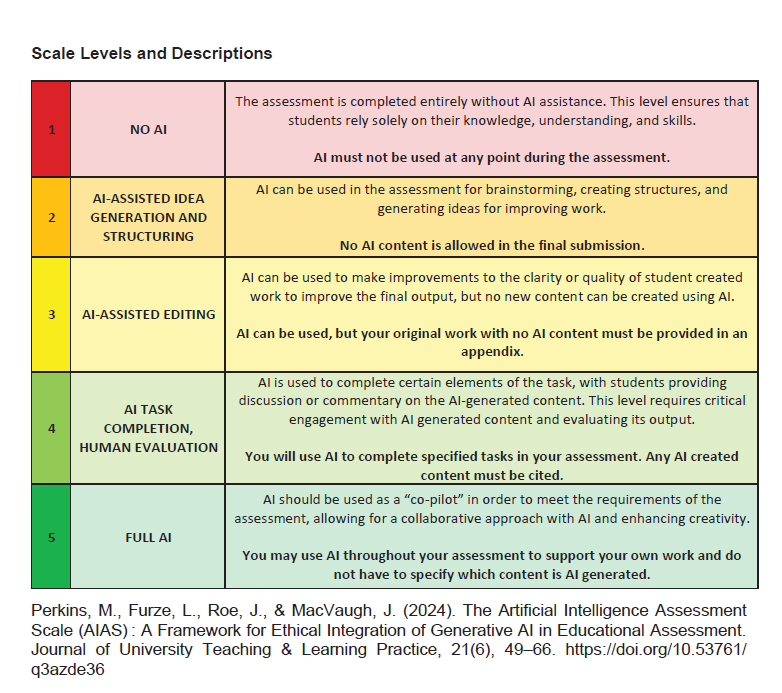 Scale Levels and Descriptions
1
NO AI
The assessment is completed entirely without AI assistance. This level ensures that
students rely solely on their knowledge, understanding, and skills.
AI must not be used at any point during the assessment.
2
AI-ASSISTED IDEA
GENERATION AND
STRUCTURING
AI can be used in the assessment for brainstorming, creating structures, and
generating ideas for improving work.
No AI content is allowed in the final submission.
3
AI-ASSISTED EDITING
AI can be used to make improvements to the clarity or quality of student created
work to improve the final output, but no new content can be created using AI.
AI can be used, but your original work with no AI content must be provided in an
appendix.
4
AI TASK
COMPLETION,
HUMAN EVALUATION
AI is used to complete certain elements of the task, with students providing
discussion or commentary on the AI-generated content. This level requires critical
engagement with AI generated content and evaluating its output.
You will use AI to complete specified tasks in your assessment. Any AI created
content must be cited.
5
FULL AI
AI should be used as a “co-pilot” in order to meet the requirements of the
assessment, allowing for a collaborative approach with AI and enhancing creativity.
You may use AI throughout your assessment to support your own work and do
not have to specify which content is AI generated.
Perkins, M., Furze, L., Roe, J., & MacVaugh, J. (2024). The Artificial Intelligence Assessment
Scale (AIAS) : A Framework for Ethical Integration of Generative AI in Educational Assessment.
Journal of University Teaching & Learning Practice, 21(6), 49–66. https://doi.org/10.53761/
q3azde36